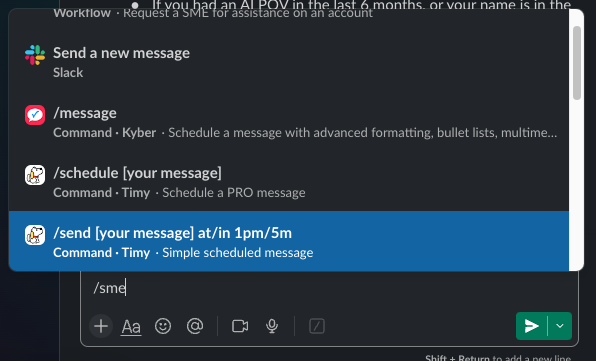 If you had an AI POV in the last 6 months, or your name is in the
Workflow · Request a SME for assistance on an account
Send a new message
Slack
/message
Command · Kyber · Schedule a message with advanced formatting, bullet lists, multime...
/schedule [your message]
Command · Timy · Schedule a PRO message
/send [your message] at/in 1pm/5m
Command · Timy · Simple scheduled message
/sme
Aa
Shift + Return to add a new line